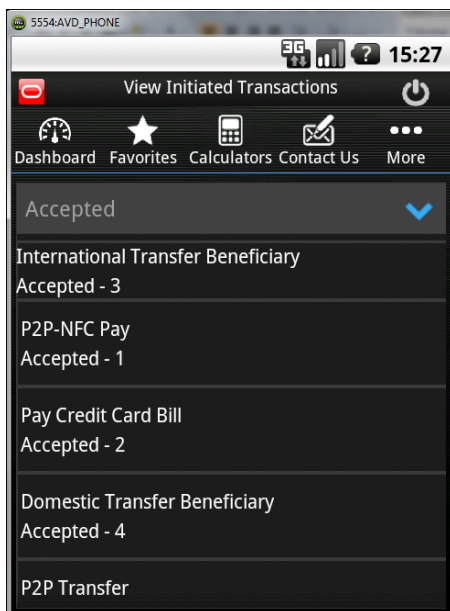 5554:AVD_PHONE
3G ? 15:27
View Initiated Transactions
Dashboard Favorites Calculators Contact Us More
Accepted
International Transfer Beneficiary
Accepted - 3
P2P-NFC Pay
Accepted - 1
Pay Credit Card Bill
Accepted - 2
Domestic Transfer Beneficiary
Accepted - 4
P2P Transfer